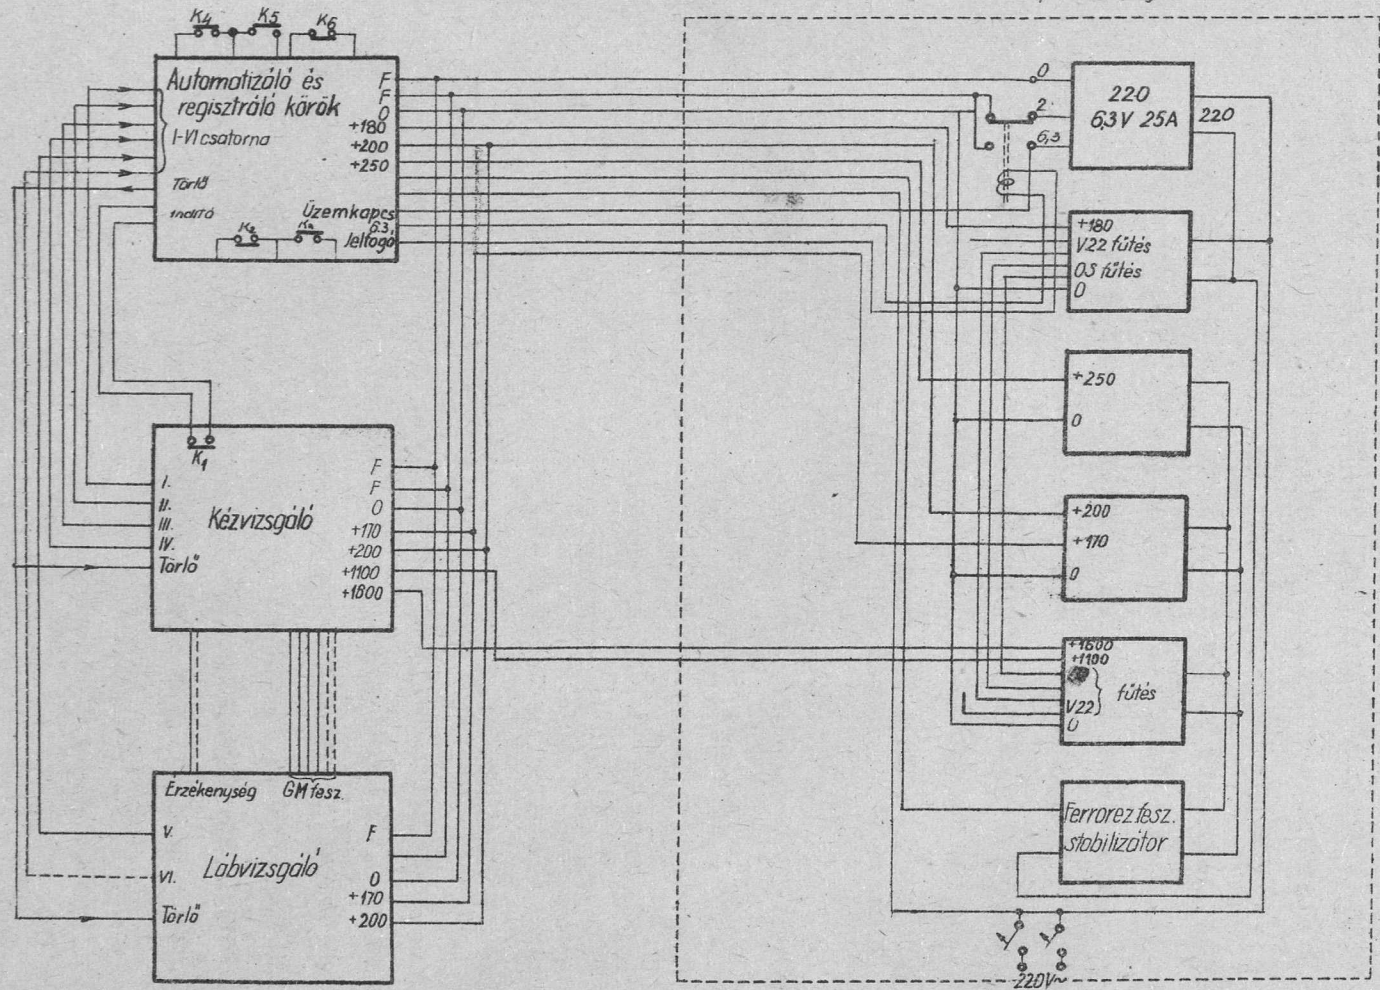 K4 K5 K6
Automatizáló és
regisztráló körök
I-VI csatorna
Törlő
Indító
F
F
0
+180
+200
+250
Üzemkapcs
6.3
Jelfogó
K2
K1
Kézvizsgáló
I.
II.
III.
IV.
Törlő
F
F
0
+170
+200
+1100
+1600
Érzékenység GM fesz.
Lábvizsgáló
V.
VI.
Törlő
F
0
+170
+200
0
2
6,3
220
6,3V 25A
220
+180
V22 fűtés
OS fűtés
0
+250
0
+200
+170
0
+1600
+1100
fűtés
V22
0
Ferrorez fesz.
stabilizátor
220V~